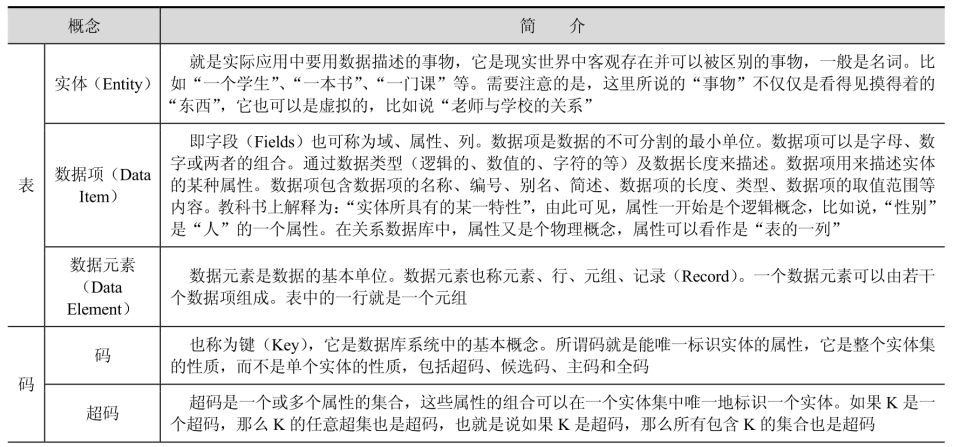 概念 简 介
表
实体（Entity）
就是实际应用中要用数据描述的事物，它是现实世界中客观存在并可以被区别的事物，一般是名词。比
如“一个学生”、“一本书”、“一门课”等。需要注意的是，这里所说的“事物”不仅仅是看得见摸得着的
“东西”，它也可以是虚拟的，比如说“老师与学校的关系”
数据项（Data
Item）
即字段（Fields）也可称为域、属性、列。数据项是数据的不可分割的最小单位。数据项可以是字母、数
字或两者的组合。通过数据类型（逻辑的、数值的、字符的等）及数据长度来描述。数据项用来描述实体
的某种属性。数据项包含数据项的名称、编号、别名、简述、数据项的长度、类型、数据项的取值范围等
内容。教科书上解释为：“实体所具有的某一特性”，由此可见，属性一开始是个逻辑概念，比如说，“性别”
是“人”的一个属性。在关系数据库中，属性又是个物理概念，属性可以看作是“表的一列”
数据元素
（Data
Element）
数据元素是数据的基本单位。数据元素也称元素、行、元组、记录（Record）。一个数据元素可以由若干
个数据项组成。表中的一行就是一个元组
码
码
也称为键（Key），它是数据库系统中的基本概念。所谓码就是能唯一标识实体的属性，它是整个实体集
的性质，而不是单个实体的性质，包括超码、候选码、主码和全码
超码
超码是一个或多个属性的集合，这些属性的组合可以在一个实体集中唯一地标识一个实体。如果 K 是一
个超码，那么 K 的任意超集也是超码，也就是说如果 K 是超码，那么所有包含 K 的集合也是超码